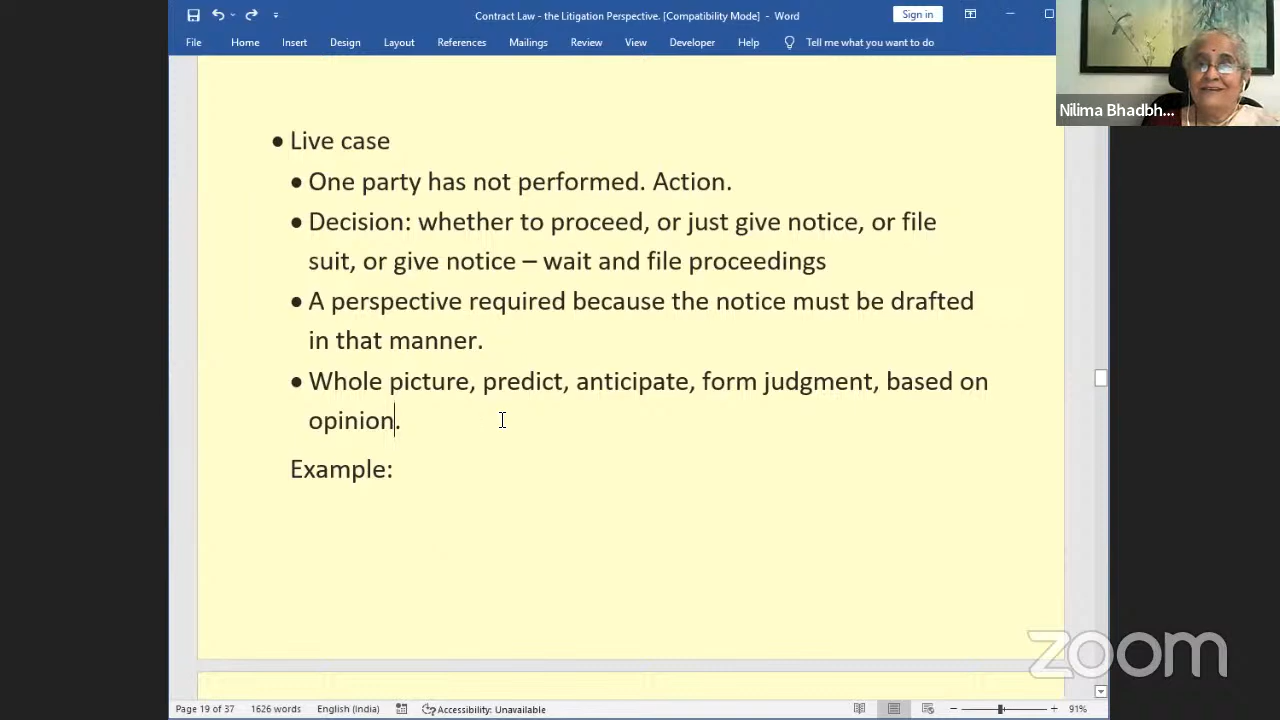 Contract Law - the Litigation Perspective. [Compatibility Mode] - Word
Sign in
File Home Insert Design Layout References Mailings Review View Developer Help Tell me what you want to do
Nilima Bhadbh...
• Live case
• One party has not performed. Action.
• Decision: whether to proceed, or just give notice, or file
suit, or give notice – wait and file proceedings
• A perspective required because the notice must be drafted
in that manner.
• Whole picture, predict, anticipate, form judgment, based on
opinion.
Example:
zoom
Page 19 of 37 1626 words English (India) Accessibility: Unavailable 91%